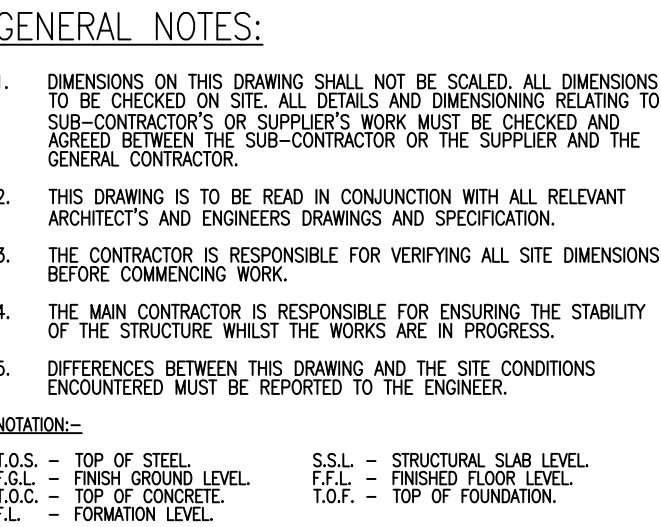 GENERAL NOTES:
1. DIMENSIONS ON THIS DRAWING SHALL NOT BE SCALED. ALL DIMENSIONS
TO BE CHECKED ON SITE. ALL DETAILS AND DIMENSIONING RELATING TO
SUB-CONTRACTOR'S OR SUPPLIER'S WORK MUST BE CHECKED AND
AGREED BETWEEN THE SUB-CONTRACTOR OR THE SUPPLIER AND THE
GENERAL CONTRACTOR.
2. THIS DRAWING IS TO BE READ IN CONJUNCTION WITH ALL RELEVANT
ARCHITECT'S AND ENGINEERS DRAWINGS AND SPECIFICATION.
3. THE CONTRACTOR IS RESPONSIBLE FOR VERIFYING ALL SITE DIMENSIONS
BEFORE COMMENCING WORK.
4. THE MAIN CONTRACTOR IS RESPONSIBLE FOR ENSURING THE STABILITY
OF THE STRUCTURE WHILST THE WORKS ARE IN PROGRESS.
5. DIFFERENCES BETWEEN THIS DRAWING AND THE SITE CONDITIONS
ENCOUNTERED MUST BE REPORTED TO THE ENGINEER.
NOTATION:-
T.O.S. - TOP OF STEEL. S.S.L. - STRUCTURAL SLAB LEVEL.
F.G.L. - FINISH GROUND LEVEL. F.F.L. - FINISHED FLOOR LEVEL.
T.O.C. - TOP OF CONCRETE. T.O.F. - TOP OF FOUNDATION.
F.L. - FORMATION LEVEL.